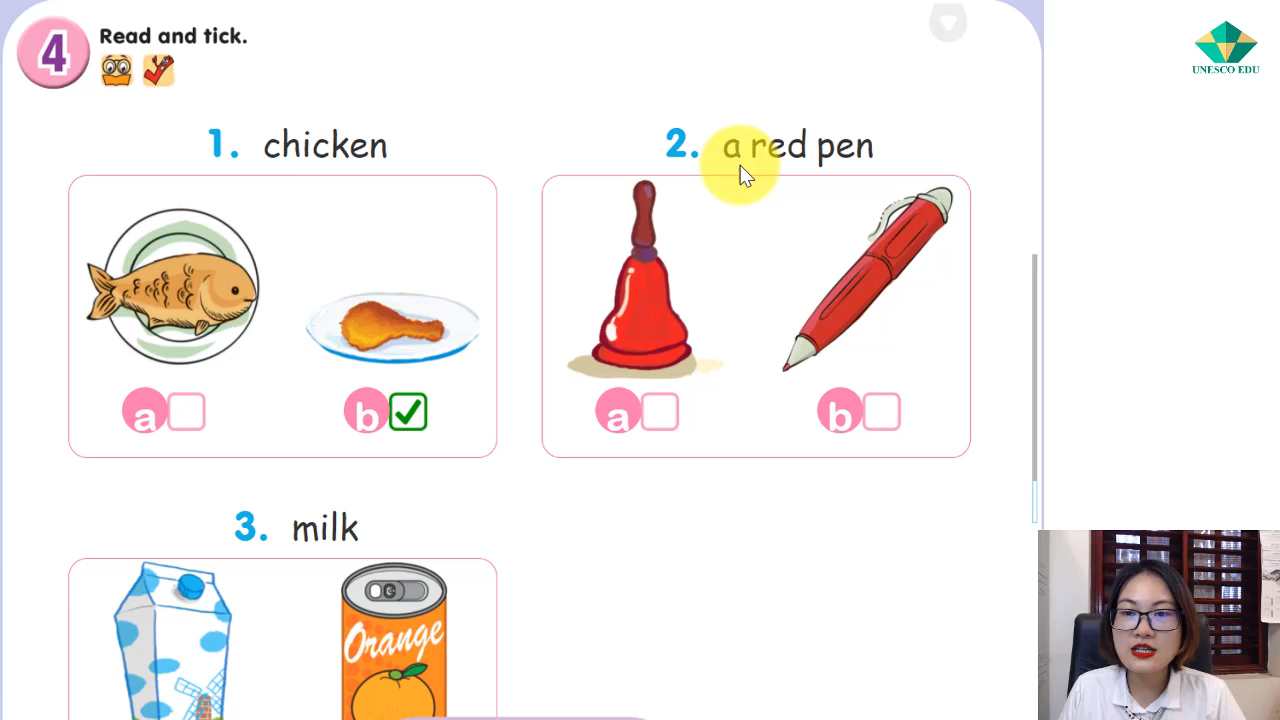 4
Read and tick.
UNESCO EDU
1. chicken
2. a red pen
a
b
a
b
3. milk
Orange